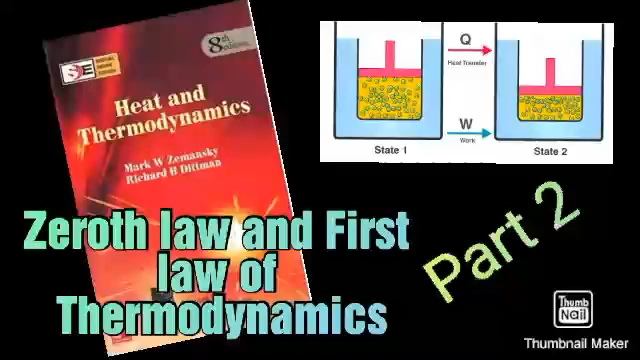 8th edition
SIE
Heat and
Thermodynamics
Mark W Zemansky
Richard H Dittman
Q
Heat Transfer
W
Work
State 1
State 2
Zeroth law and First
law of
Thermodynamics
Part 2
Thumb
Nail
Thumbnail Maker